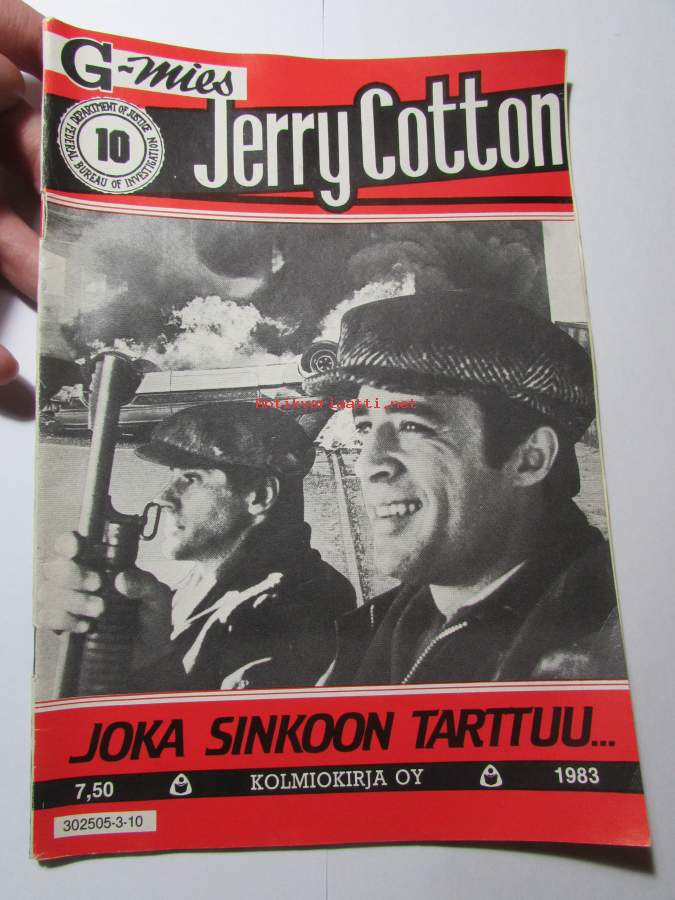 G-mies
Jerry Cotton
DEPARTMENT OF JUSTICE
10
FEDERAL BUREAU OF INVESTIGATION
antikvariaatti.net
JOKA SINKOON TARTTUU...
7,50 KOLMIOKIRJA OY 1983
302505-3-10